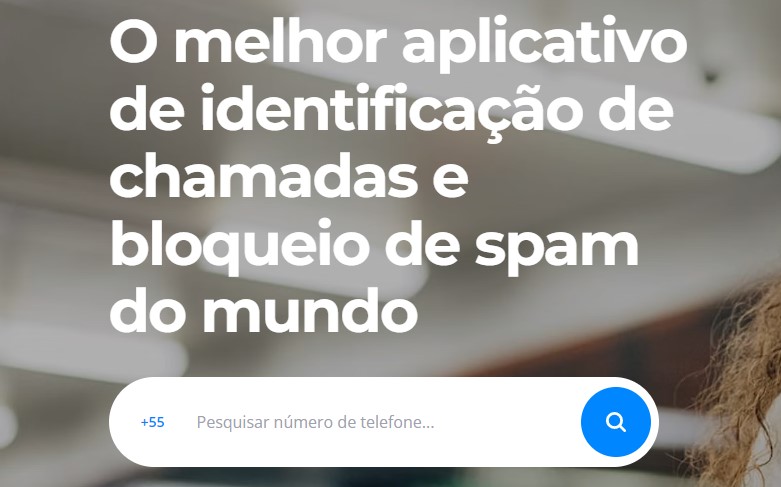 O melhor aplicativo
de identificação de
chamadas e
bloqueio de spam
do mundo
+55 Pesquisar número de telefone...